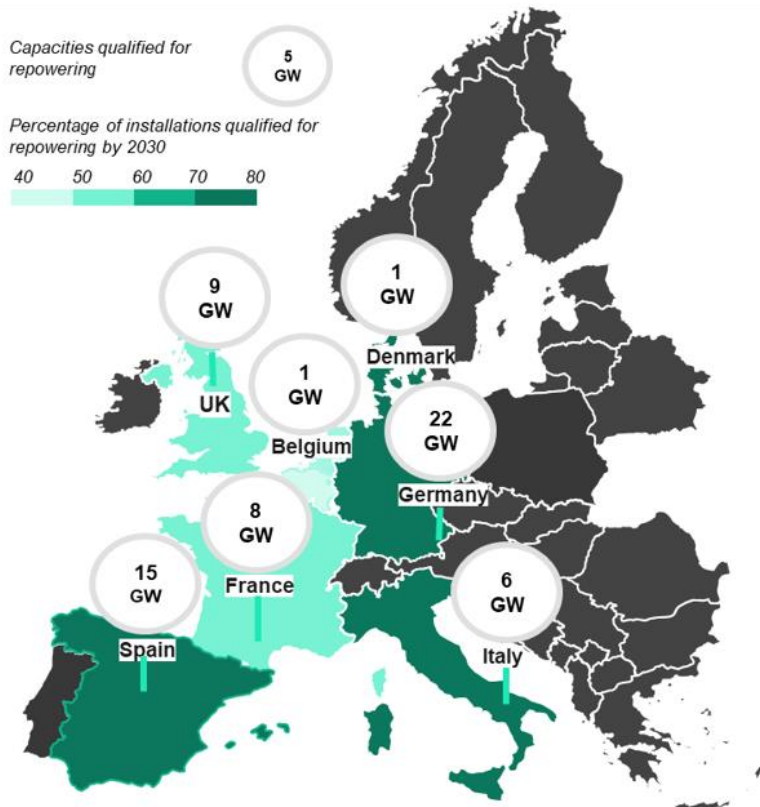 Capacities qualified for
repowering
5
GW
Percentage of installations qualified for
repowering by 2030
40 50 60 70 80
9
GW
UK
1
GW
Denmark
1
GW
Belgium
22
GW
Germany
8
GW
France
15
GW
Spain
6
GW
Italy